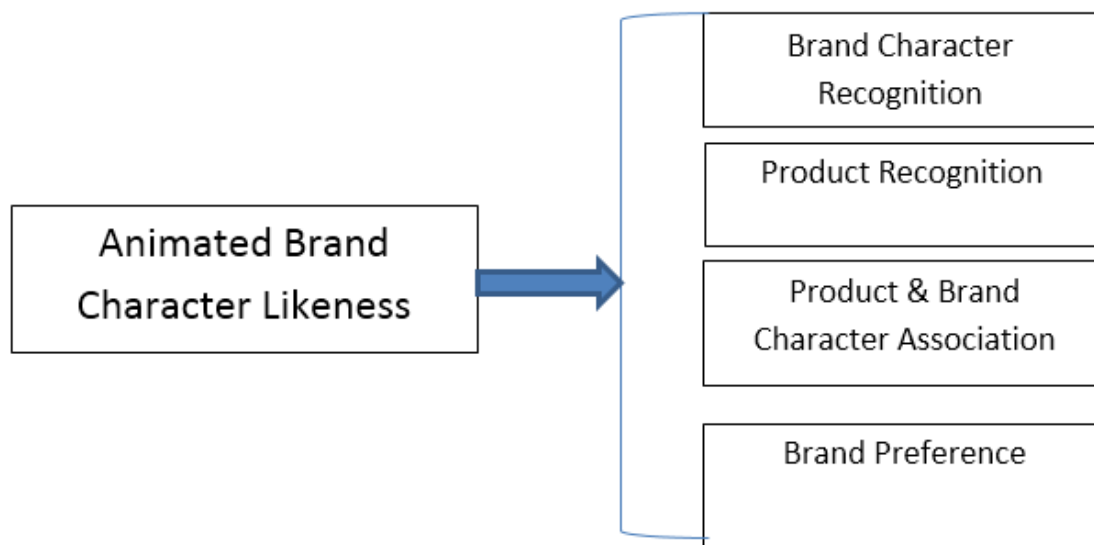 Animated Brand
Character Likeness
Brand Character
Recognition
Product Recognition
Product & Brand
Character Association
Brand Preference